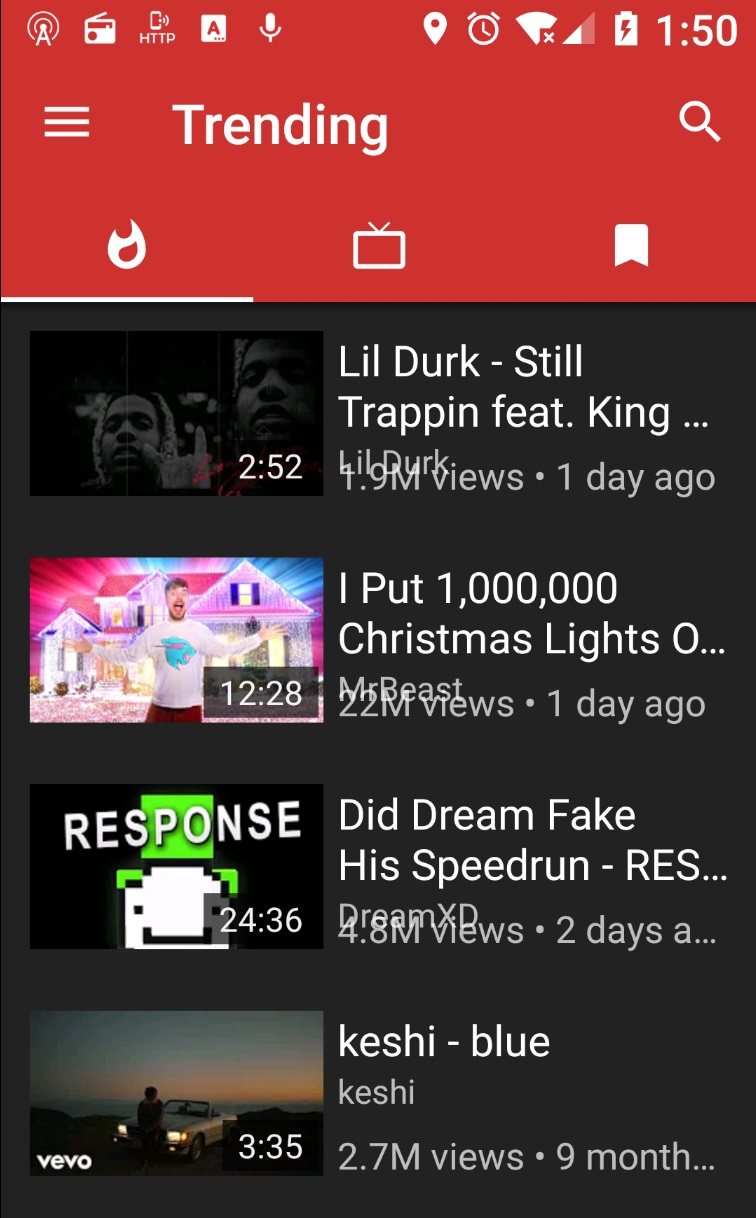 HTTP
A
1:50
Trending
2:52
Lil Durk - Still
Trappin feat. King ...
Lil Durk
1.9M views • 1 day ago
12:28
I Put 1,000,000
Christmas Lights O...
MrBeast
22M views • 1 day ago
RESPONSE
24:36
Did Dream Fake
His Speedrun - RES...
DreamXD
4.8M views • 2 days a...
vevo
3:35
keshi - blue
keshi
2.7M views • 9 month...